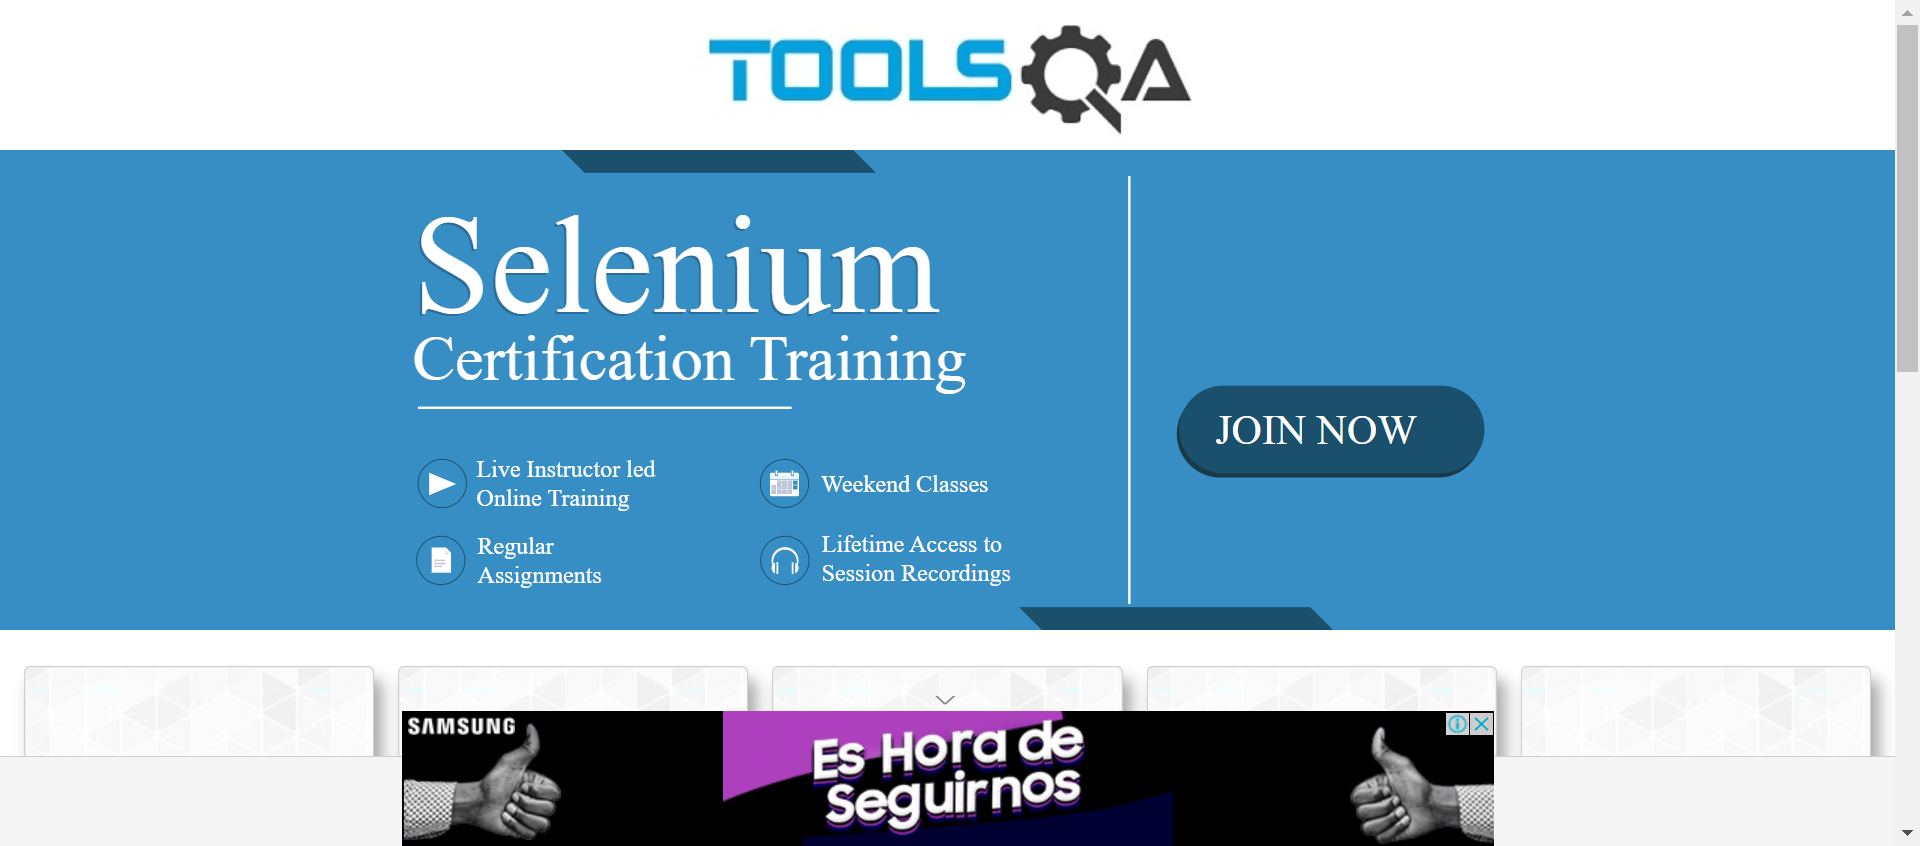 TOOLSQA
Selenium
Certification Training
Live Instructor led
Online Training
Weekend Classes
Regular
Assignments
Lifetime Access to
Session Recordings
JOIN NOW
SAMSUNG
Es Hora de
Seguirnos